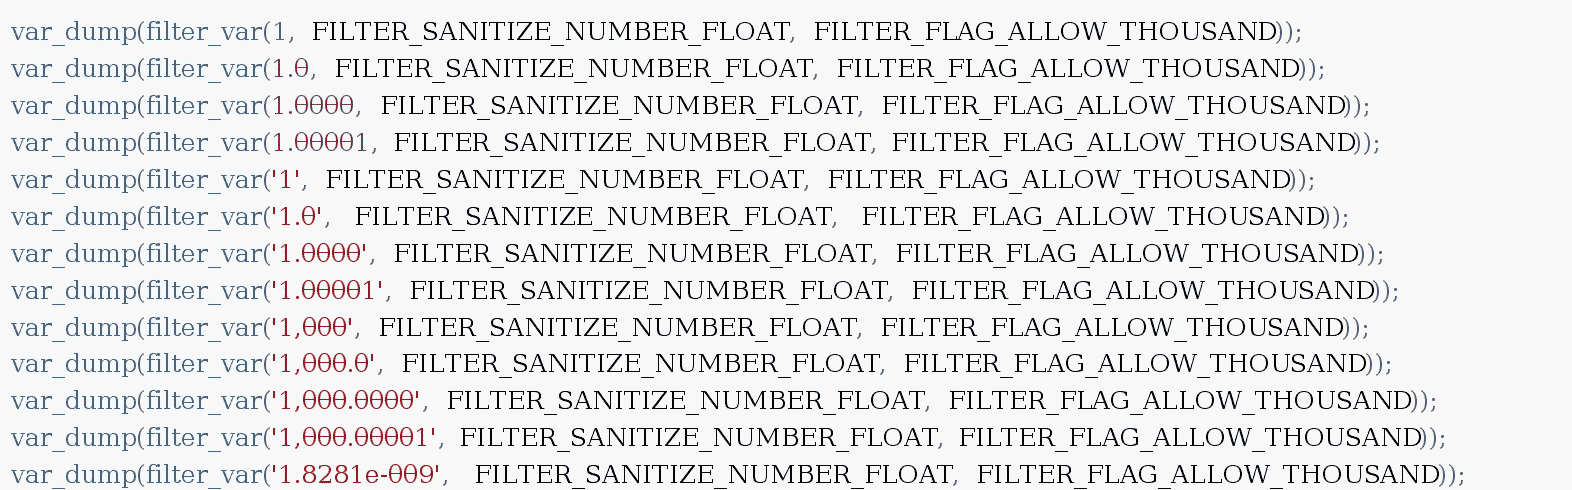 var_dump(filter_var(1, FILTER_SANITIZE_NUMBER_FLOAT, FILTER_FLAG_ALLOW_THOUSAND));
var_dump(filter_var(1.0, FILTER_SANITIZE_NUMBER_FLOAT, FILTER_FLAG_ALLOW_THOUSAND));
var_dump(filter_var(1.0000, FILTER_SANITIZE_NUMBER_FLOAT, FILTER_FLAG_ALLOW_THOUSAND));
var_dump(filter_var(1.00001, FILTER_SANITIZE_NUMBER_FLOAT, FILTER_FLAG_ALLOW_THOUSAND));
var_dump(filter_var('1', FILTER_SANITIZE_NUMBER_FLOAT, FILTER_FLAG_ALLOW_THOUSAND));
var_dump(filter_var('1.0', FILTER_SANITIZE_NUMBER_FLOAT, FILTER_FLAG_ALLOW_THOUSAND));
var_dump(filter_var('1.0000', FILTER_SANITIZE_NUMBER_FLOAT, FILTER_FLAG_ALLOW_THOUSAND));
var_dump(filter_var('1.00001', FILTER_SANITIZE_NUMBER_FLOAT, FILTER_FLAG_ALLOW_THOUSAND));
var_dump(filter_var('1,000', FILTER_SANITIZE_NUMBER_FLOAT, FILTER_FLAG_ALLOW_THOUSAND));
var_dump(filter_var('1,000.0', FILTER_SANITIZE_NUMBER_FLOAT, FILTER_FLAG_ALLOW_THOUSAND));
var_dump(filter_var('1,000.0000', FILTER_SANITIZE_NUMBER_FLOAT, FILTER_FLAG_ALLOW_THOUSAND));
var_dump(filter_var('1,000.00001', FILTER_SANITIZE_NUMBER_FLOAT, FILTER_FLAG_ALLOW_THOUSAND));
var_dump(filter_var('1.8281e-009', FILTER_SANITIZE_NUMBER_FLOAT, FILTER_FLAG_ALLOW_THOUSAND));